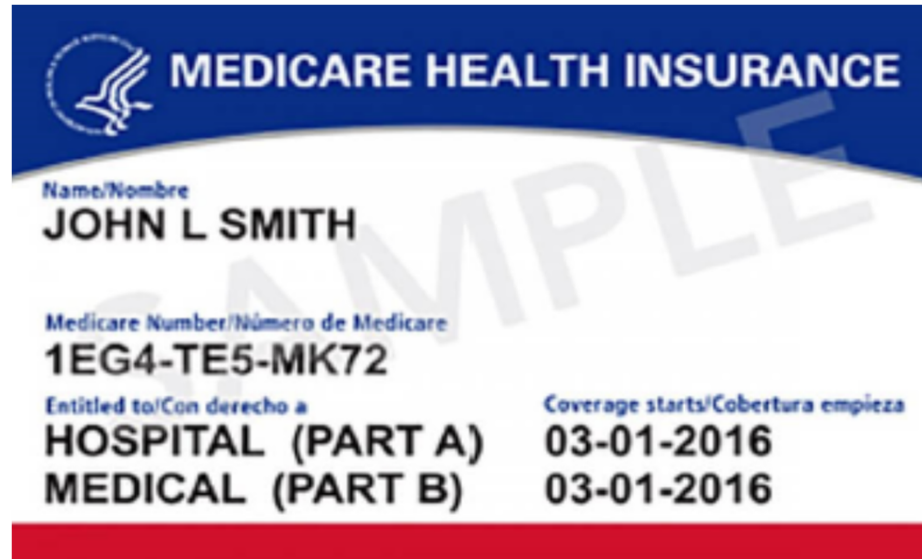 MEDICARE HEALTH INSURANCE
SAMPLE
Name/Nombre
JOHN L SMITH
Medicare Number/Número de Medicare
1EG4-TE5-MK72
Entitled to/Con derecho a Coverage starts/Cobertura empieza
HOSPITAL (PART A) 03-01-2016
MEDICAL (PART B) 03-01-2016